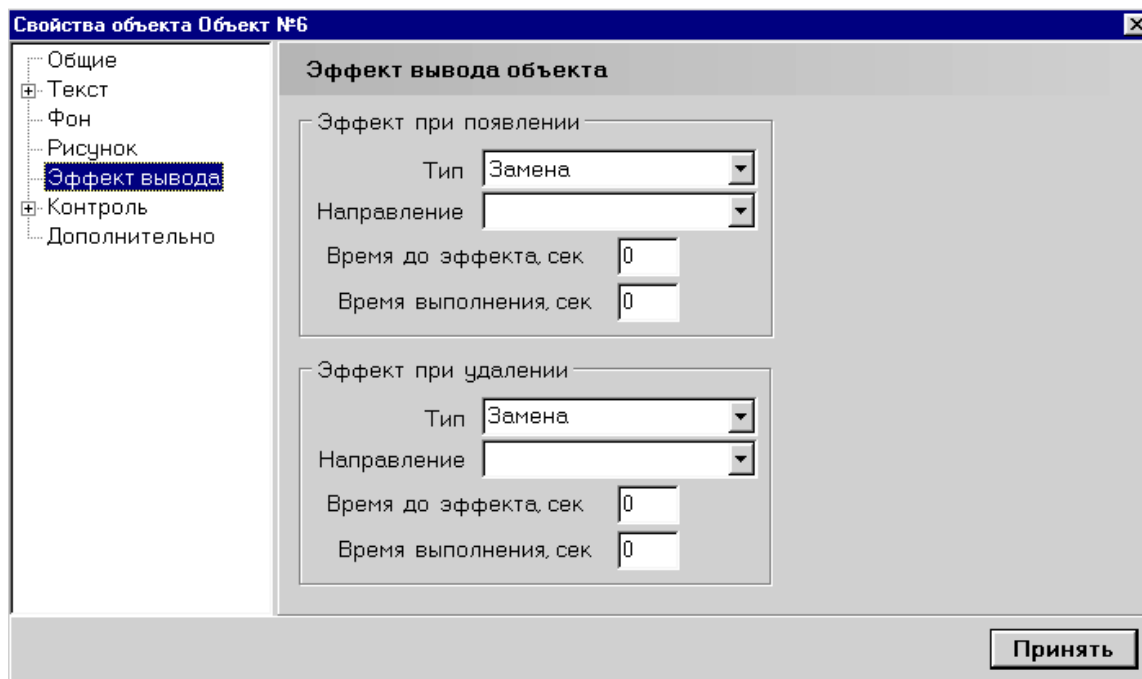 Свойства объекта Объект №6
Общие
Текст
Фон
Рисунок
Эффект вывода
Контроль
Дополнительно
Эффект вывода объекта
Эффект при появлении
Тип Замена
Направление
Время до эффекта, сек 0
Время выполнения, сек 0
Эффект при удалении
Тип Замена
Направление
Время до эффекта, сек 0
Время выполнения, сек 0
Принять